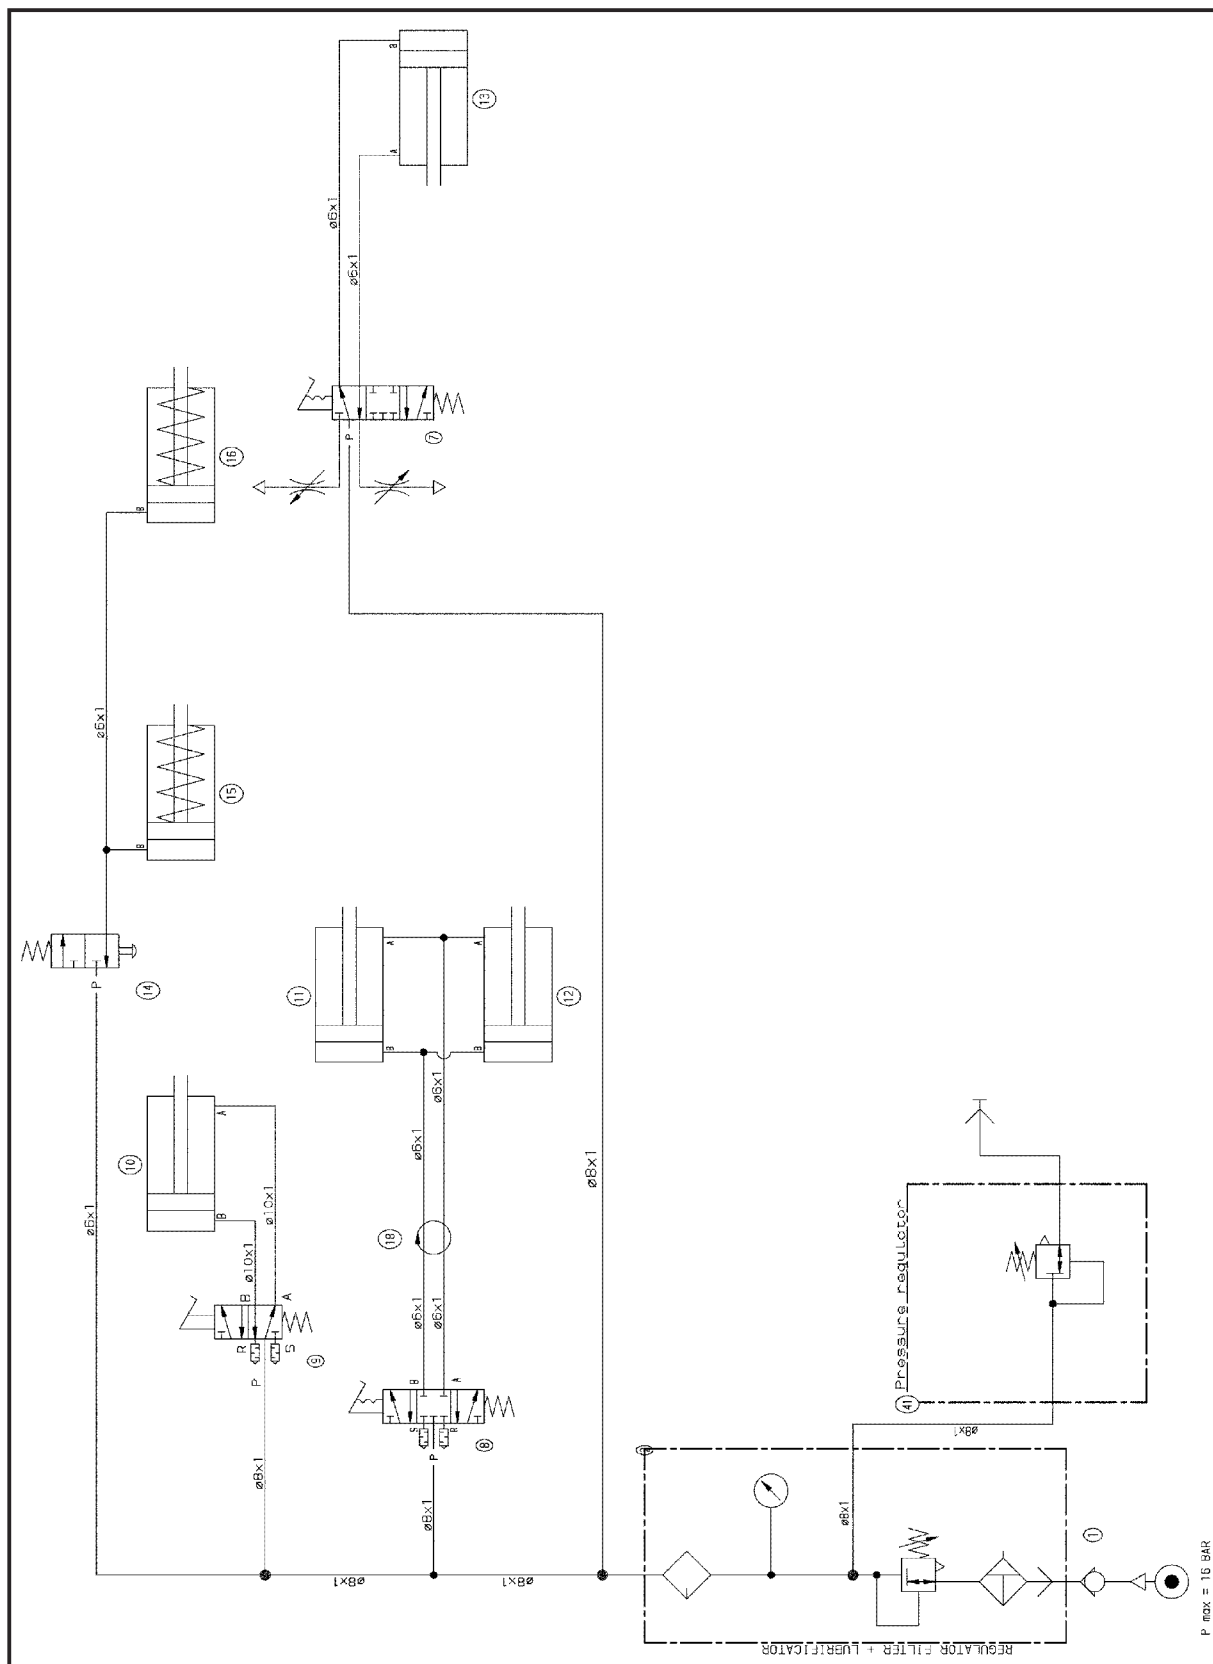 B
A
13
ø6x1
ø6x1
16
B
P
7
ø6x1
15
B
14
P
11
A
A
12
B
B
10
A
B
ø6x1
ø10x1
ø10x1
ø6x1
ø6x1
18
ø8x1
B
A
R
S
P
9
ø6x1
ø6x1
B
A
S
R
P
8
ø8x1
ø8x1
ø8x1
ø8x1
Pressure regulator
41
ø8x1
ø8x1
REGULATOR FILTER + LUBRIFICATOR
1
P max = 16 BAR